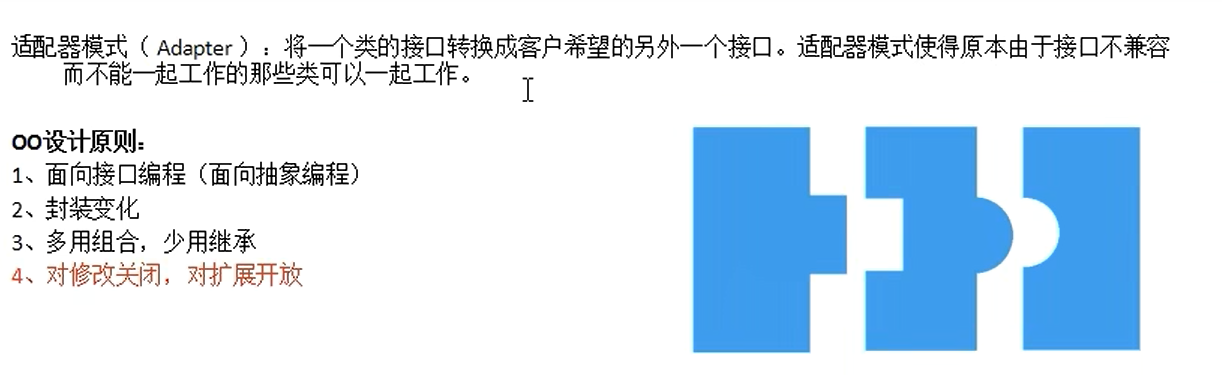 适配器模式（ Adapter ）：将一个类的接口转换成客户希望的另外一个接口。适配器模式使得原本由于接口不兼容
而不能一起工作的那些类可以一起工作。
OO设计原则:
1、面向接口编程（面向抽象编程）
2、封装变化
3、多用组合，少用继承
4、对修改关闭，对扩展开放